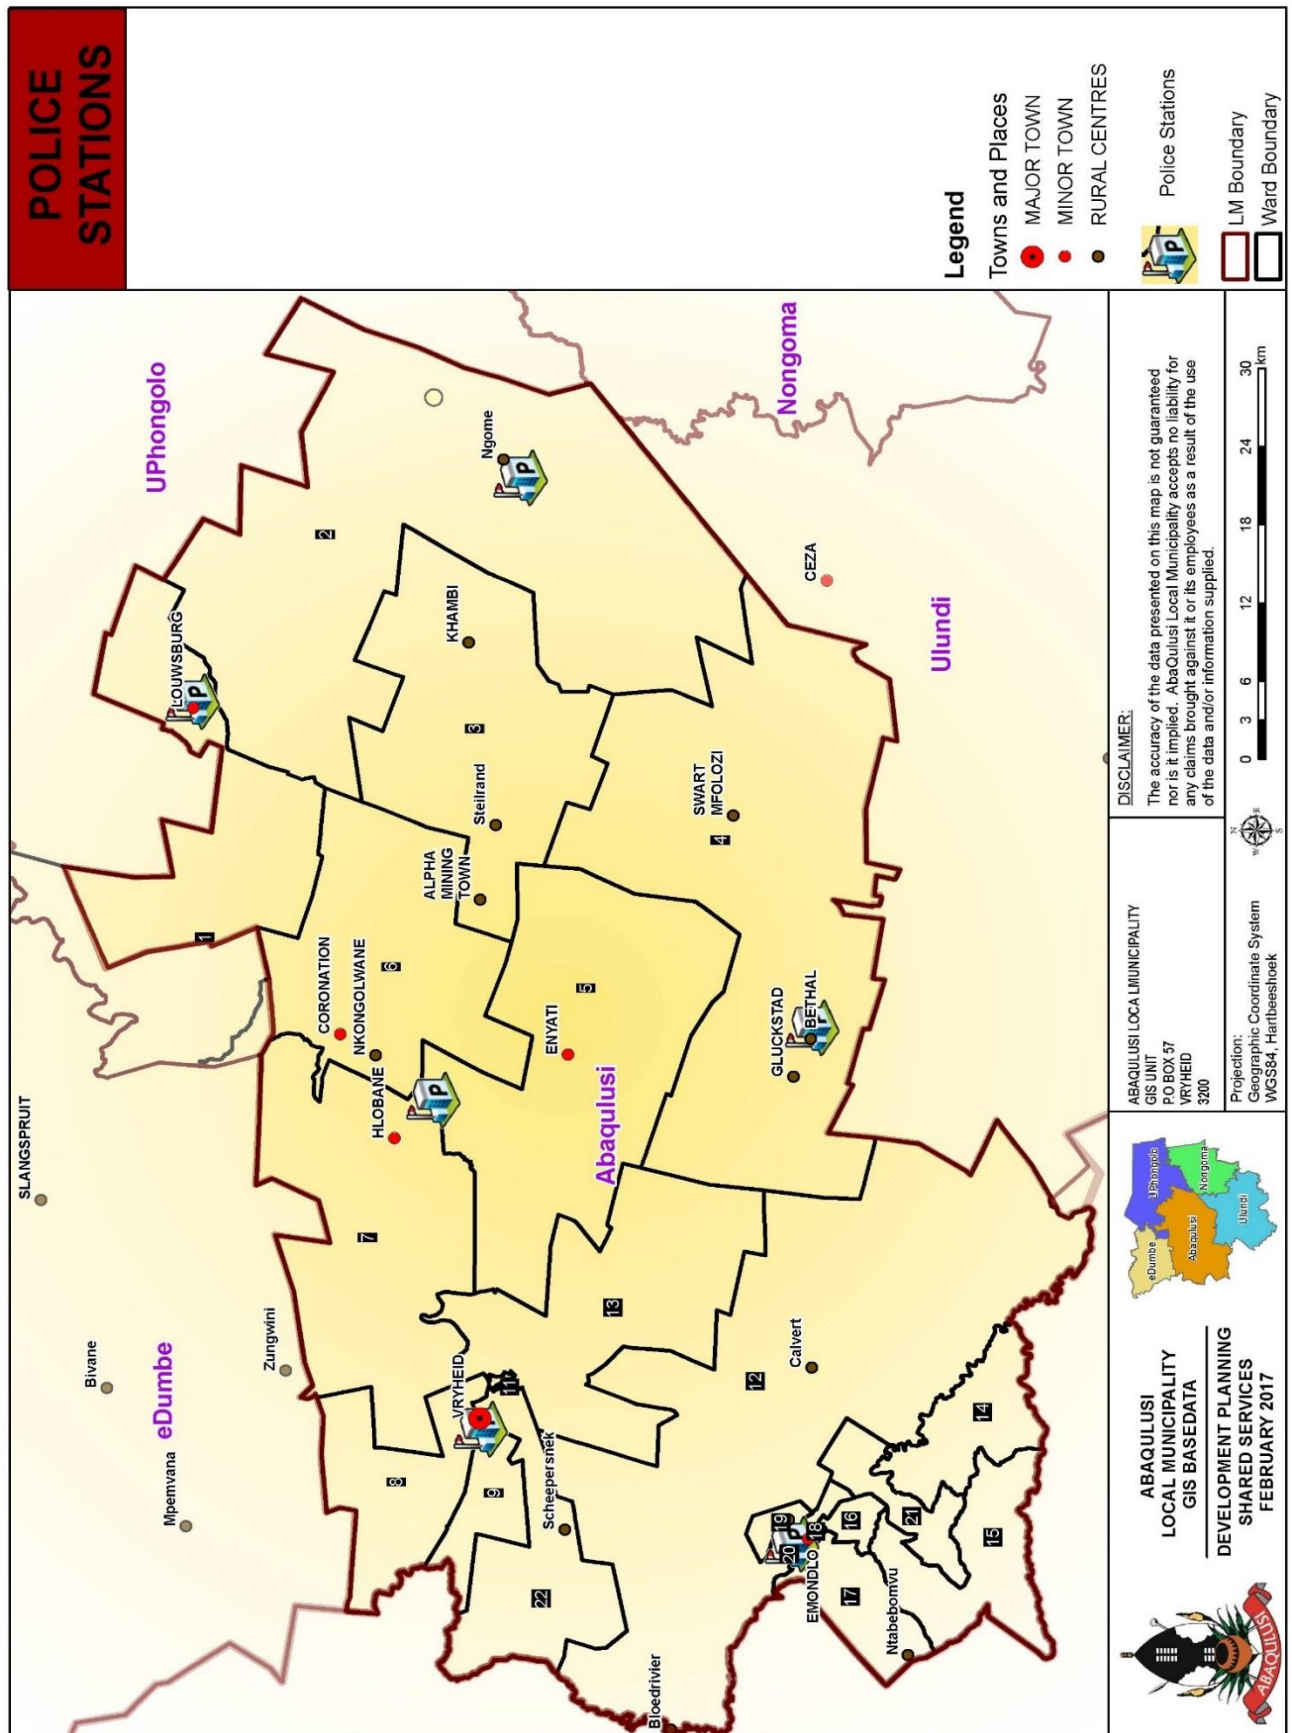 POLICE
STATIONS
UPhongolo
Nongoma
Ulundi
eDumbe
Abaqulusi
SLANGSPRUIT
Bivane
Mpemvana
Zungwini
LOUWSBURG
Ngome
KHAMBI
Steilrand
ALPHA
MINING
TOWN
CORONATION
NKONGOLWANE
HLOBANE
ENYATI
SWART
MFOLOZI
CEZA
GLUCKSTAD
BETHAL
VRYHEID
Scheepersnek
Calvert
EMONDLO
Ntabebomvu
Bloedrivier
1
2
3
4
5
6
7
8
9
11
12
13
14
15
16
17
18
19
20
21
22
Legend
Towns and Places
MAJOR TOWN
MINOR TOWN
RURAL CENTRES
Police Stations
LM Boundary
Ward Boundary
ABAQULUSI
ABAQULUSI
LOCAL MUNICIPALITY
GIS BASEDATA
DEVELOPMENT PLANNING
SHARED SERVICES
FEBRUARY 2017
eDumbe
UPhongolo
Abaqulusi
Nongoma
Ulundi
ABAQULUSI LOCA LMUNICIPALITY
GIS UNIT
P.O BOX 57
VRYHEID
3200
Projection:
Geographic Coordinate System
WGS84, Hartbeeshoek
DISCLAIMER:
The accuracy of the data presented on this map is not guaranteed
nor is it implied. AbaQulusi Local Municipality accepts no liability for
any claims brought against it or its employees as a result of the use
of the data and/or information supplied.
N
W E
S
0 3 6 12 18 24 30
km